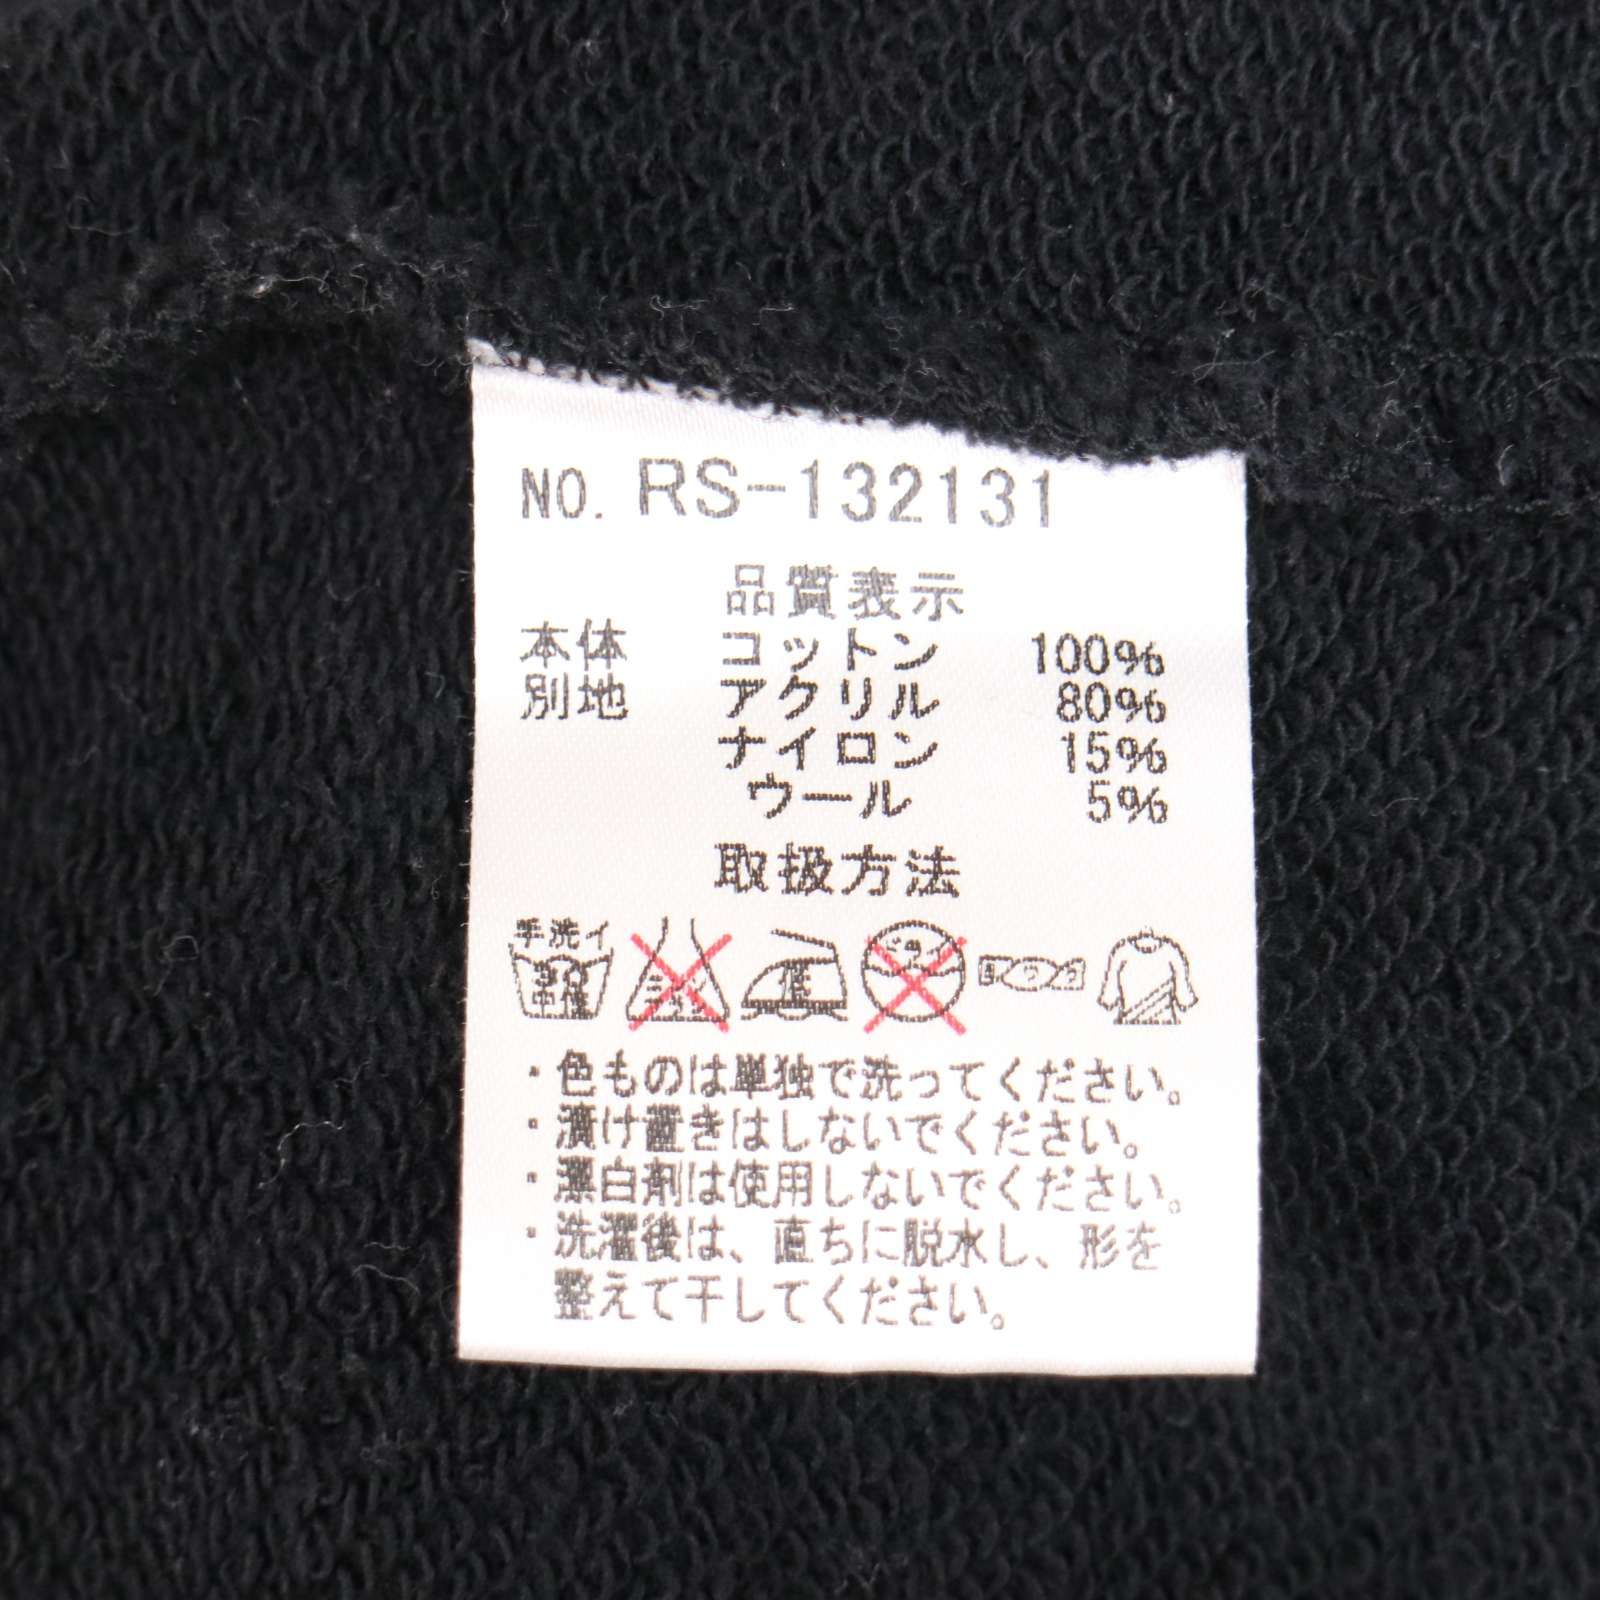 NO. RS-132131
品質表示
本体 コットン 100%
別地 アクリル 80%
ナイロン 15%
ウール 5%
取扱方法
手洗イ
・色ものは単独で洗ってください。
・漬け置きはしないでください。
・漂白剤は使用しないでください。
・洗濯後は、直ちに脱水し、形を
整えて干してください。